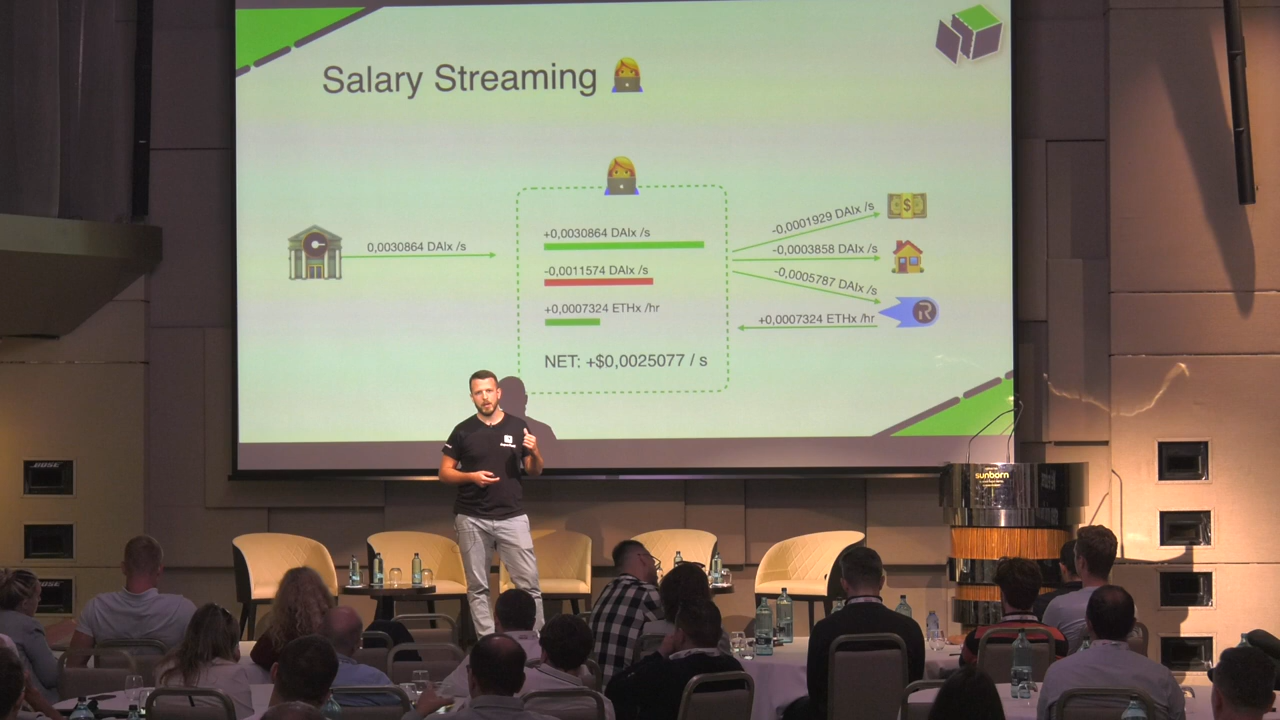 Salary Streaming
0,0030864 DAIx /s
+0,0030864 DAIx /s
-0,0011574 DAIx /s
+0,0007324 ETHx /hr
NET: +$0,0025077 / s
-0,0001929 DAIx /s
-0,0003858 DAIx /s
-0,0005787 DAIx /s
+0,0007324 ETHx /hr
sunborn
BOSE